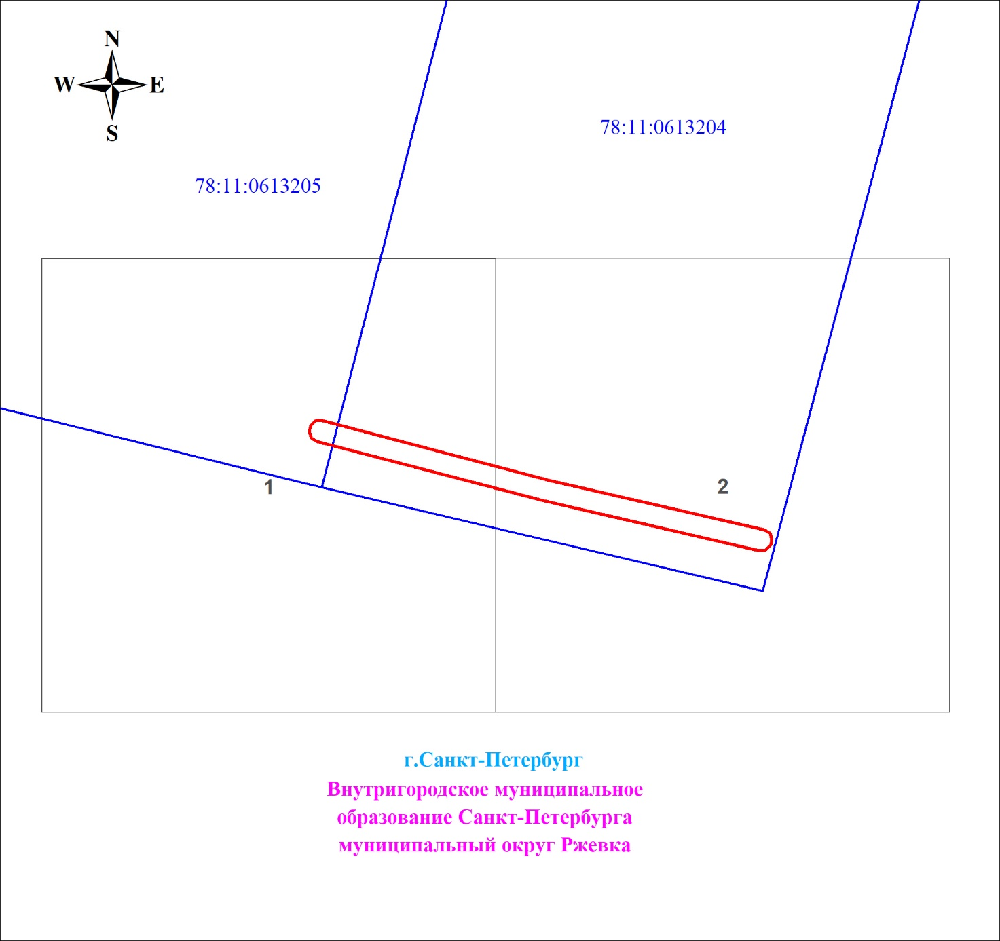 N
W E
S
78:11:0613204
78:11:0613205
1
2
г.Санкт-Петербург
Внутригородское муниципальное
образование Санкт-Петербурга
муниципальный округ Ржевка